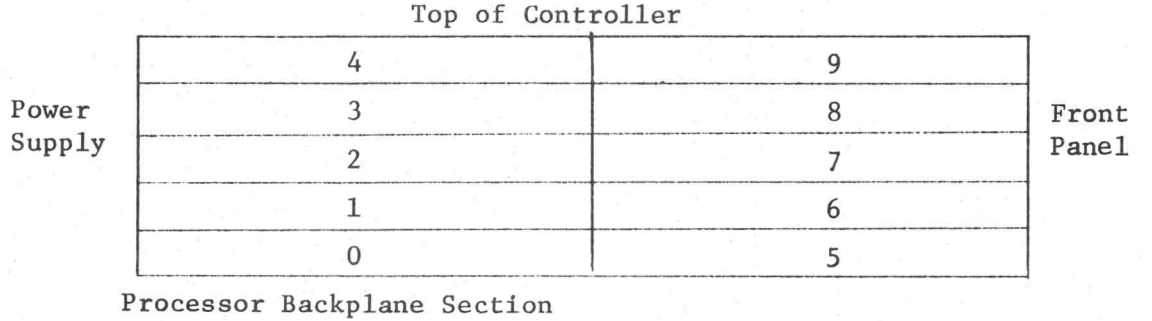 Top of Controller
4 9
Power
Supply
3 8
Front
Panel
2 7
1 6
0 5
Processor Backplane Section